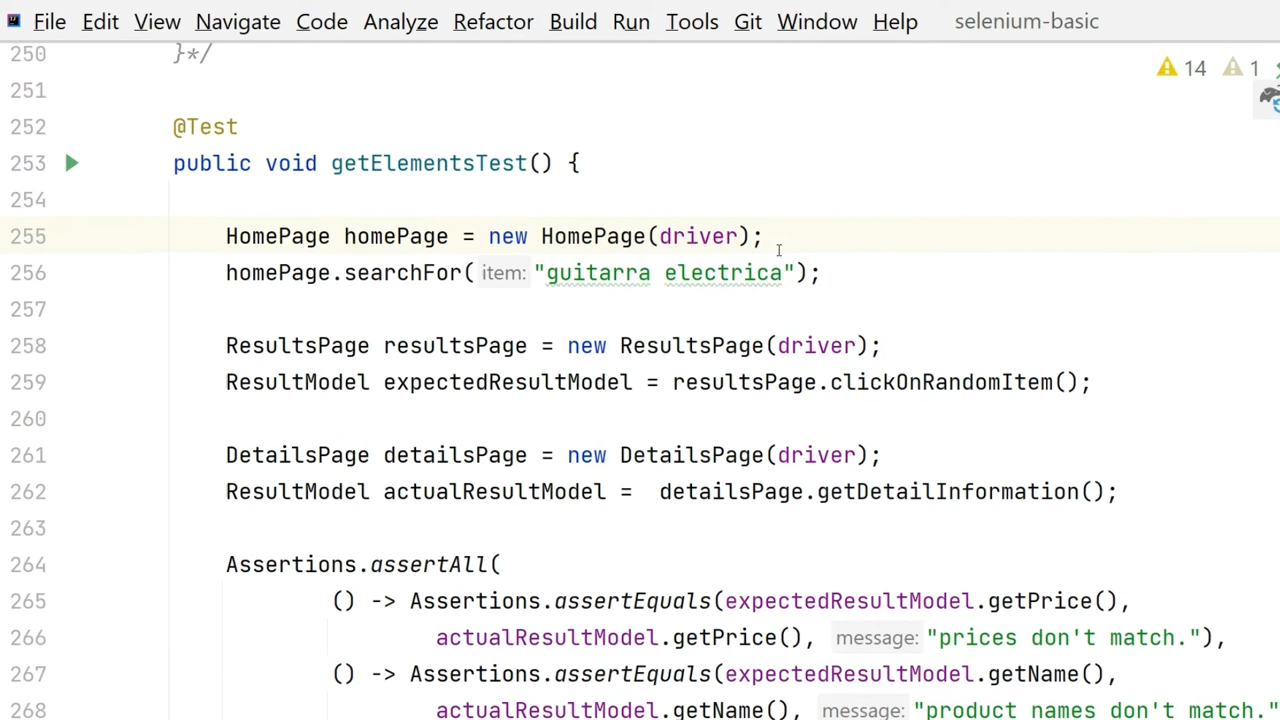 File Edit View Navigate Code Analyze Refactor Build Run Tools Git Window Help selenium-basic
250 }*/
14 1
251
252 @Test
253 public void getElementsTest() {
254
255 HomePage homePage = new HomePage(driver);
256 homePage.searchFor( item: "guitarra electrica");
257
258 ResultsPage resultsPage = new ResultsPage(driver);
259 ResultModel expectedResultModel = resultsPage.clickOnRandomItem();
260
261 DetailsPage detailsPage = new DetailsPage(driver);
262 ResultModel actualResultModel =  detailsPage.getDetailInformation();
263
264 Assertions.assertAll(
265 () -> Assertions.assertEquals(expectedResultModel.getPrice(),
266 actualResultModel.getPrice(), message: "prices don't match."),
267 () -> Assertions.assertEquals(expectedResultModel.getName(),
268 actualResultModel.getName(), message: "product names don't match."